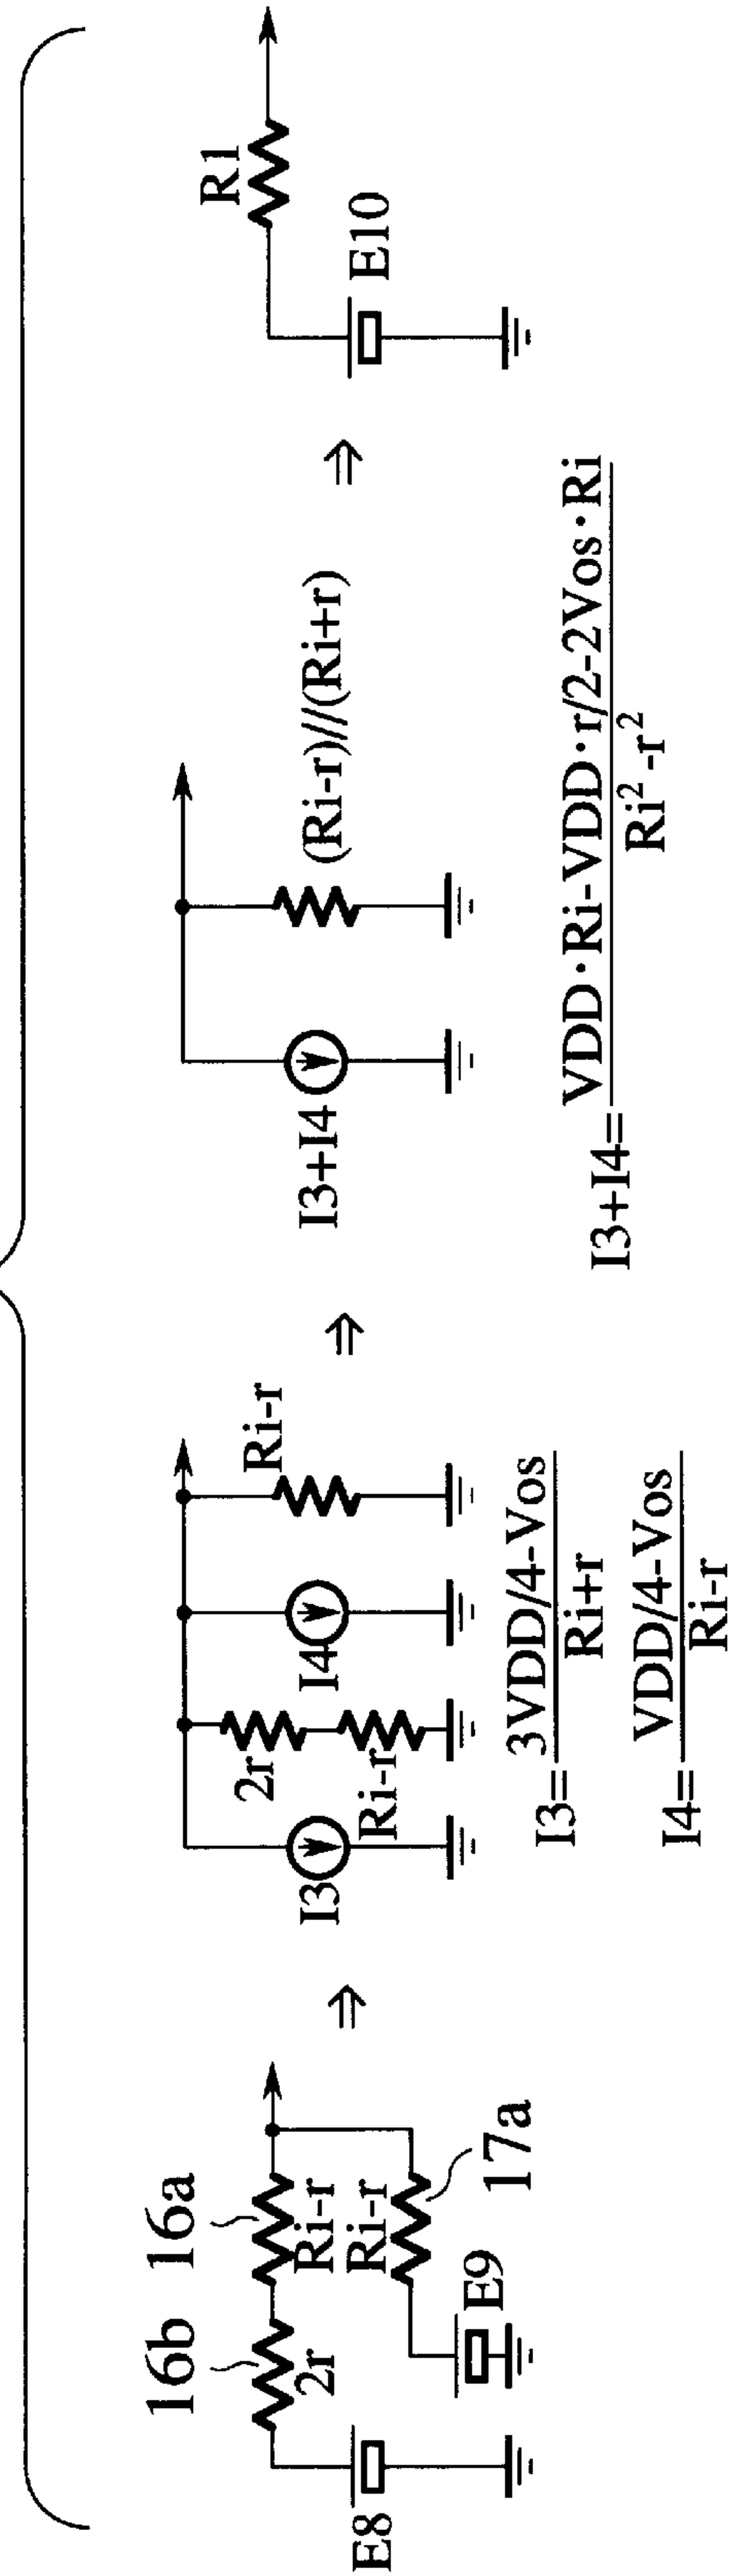 16b
16a
2r
Ri-r
Ri-r
17a
E8
E9
⇒
I3
2r
Ri-r
I4
Ri-r
I3= 3VDD/4-Vos / Ri+r
I4= VDD/4-Vos / Ri-r
⇒
I3+I4
(Ri-r)//(Ri+r)
I3+I4= VDD·Ri-VDD·r/2-2Vos·Ri / Ri²-r²
⇒
R1
E10